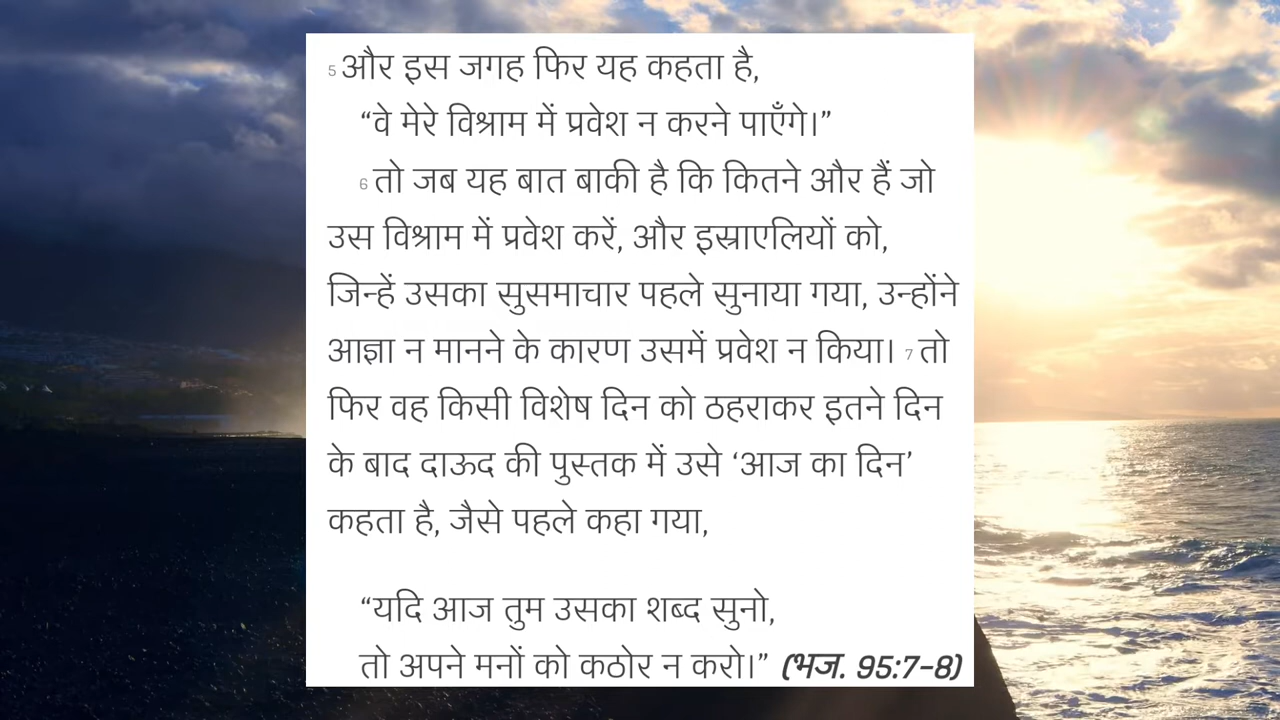 5 और इस जगह फिर यह कहता है,
“वे मेरे विश्राम में प्रवेश न करने पाएँगे।”
6 तो जब यह बात बाकी है कि कितने और हैं जो
उस विश्राम में प्रवेश करें, और इस्राएलियों को,
जिन्हें उसका सुसमाचार पहले सुनाया गया, उन्होंने
आज्ञा न मानने के कारण उसमें प्रवेश न किया। 7 तो
फिर वह किसी विशेष दिन को ठहराकर इतने दिन
के बाद दाऊद की पुस्तक में उसे ‘आज का दिन’
कहता है, जैसे पहले कहा गया,
“यदि आज तुम उसका शब्द सुनो,
तो अपने मनों को कठोर न करो।” (भज. 95:7-8)